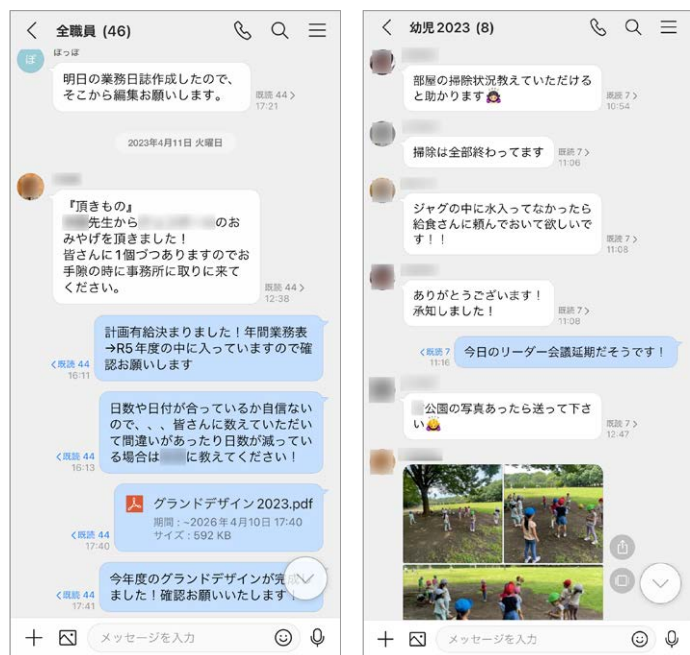 全職員 (46)
ぽ
ぽっぽ
明日の業務日誌作成したので、
そこから編集お願いします。
既読 44
17:21
2023年4月11日 火曜日
『頂きもの』
先生から
のお
みやげを頂きました！
皆さんに1個づつありますのでお
手隙の時に事務所に取りに来て
ください。
既読 44
12:38
計画有給決まりました！年間業務表
→R5年度の中に入っていますので確
認お願いします
既読 44
16:11
日数や日付が合っているか自信ない
ので、、、皆さんに数えていただい
て間違いがあったり日数が減ってい
る場合は
に教えてください！
既読 44
16:13
グランドデザイン2023.pdf
期間：~2026年4月10日 17:40
サイズ：592 KB
既読 44
17:40
今年度のグランドデザインが完
ました！確認お願いいたします
既読 44
17:41
メッセージを入力
幼児2023 (8)
部屋の掃除状況教えていただける
と助かります🙇‍♀️
既読 7
10:54
掃除は全部終わってます
既読 7
11:06
ジャグの中に水入ってなかったら
給食さんに頼んでおいて欲しいで
す！！
既読 7
11:08
ありがとうございます！
承知しました！
既読 7
11:08
既読 7
11:16
今日のリーダー会議延期だそうです！
公園の写真あったら送って下さ
い🙇‍♀️
既読 7
12:47
メッセージを入力